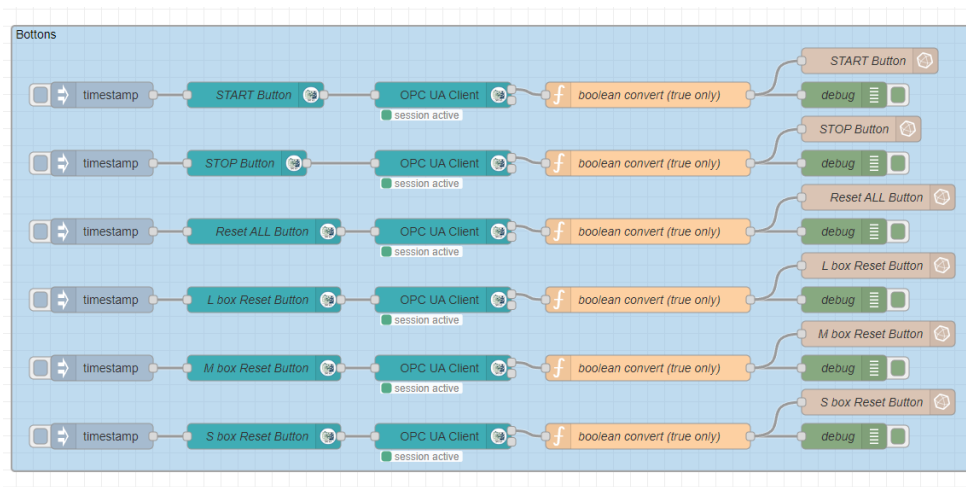 Bottons
START Button
timestamp
START Button
OPC UA Client
boolean convert (true only)
debug
session active
STOP Button
timestamp
STOP Button
OPC UA Client
boolean convert (true only)
debug
session active
Reset ALL Button
timestamp
Reset ALL Button
OPC UA Client
boolean convert (true only)
debug
session active
L box Reset Button
timestamp
L box Reset Button
OPC UA Client
boolean convert (true only)
debug
session active
M box Reset Button
timestamp
M box Reset Button
OPC UA Client
boolean convert (true only)
debug
session active
S box Reset Button
timestamp
S box Reset Button
OPC UA Client
boolean convert (true only)
debug
session active